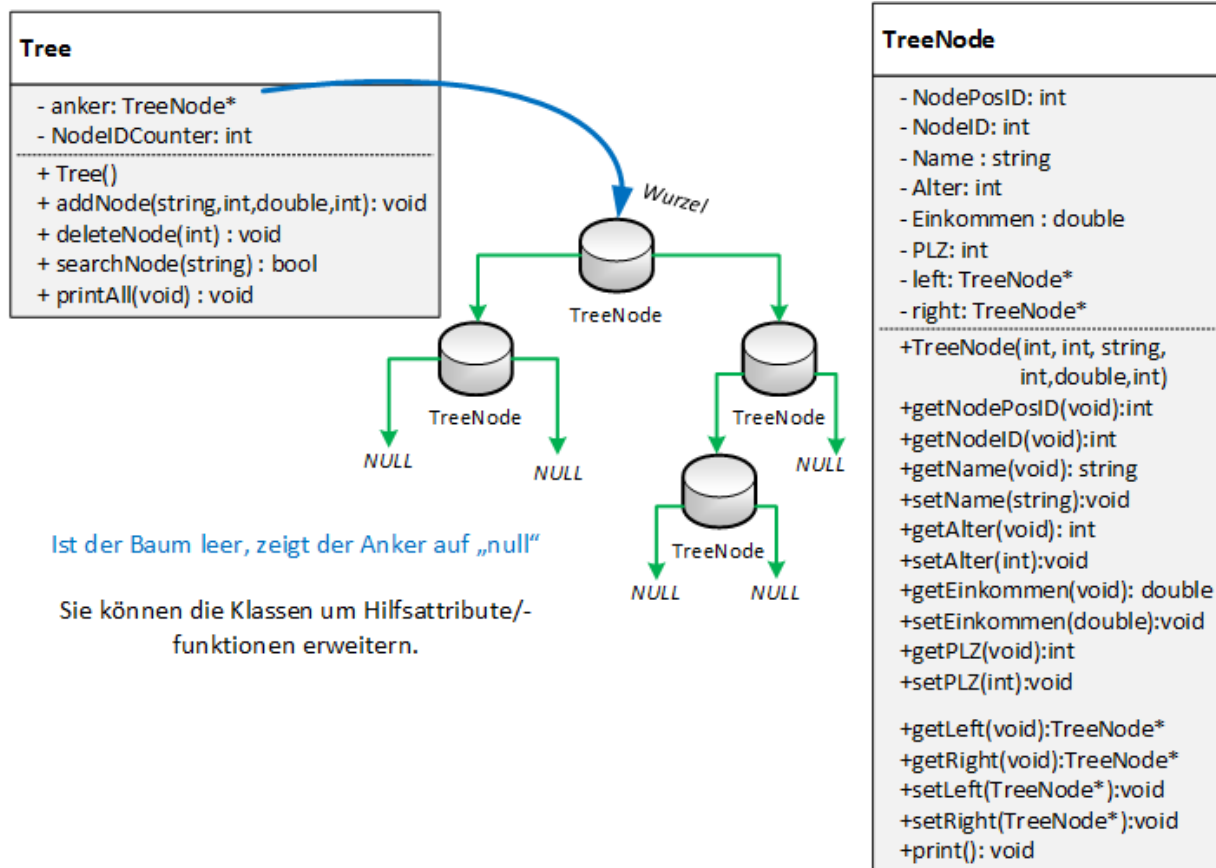 Tree
- anker: TreeNode*
- NodeIDCounter: int
+ Tree()
+ addNode(string,int,double,int): void
+ deleteNode(int) : void
+ searchNode(string) : bool
+ printAll(void) : void
Wurzel
TreeNode
TreeNode
TreeNode
NULL
NULL
NULL
TreeNode
NULL
NULL
Ist der Baum leer, zeigt der Anker auf „null“
Sie können die Klassen um Hilfsattribute/-
funktionen erweitern.
TreeNode
- NodePosID: int
- NodeID: int
- Name : string
- Alter: int
- Einkommen : double
- PLZ: int
- left: TreeNode*
- right: TreeNode*
+TreeNode(int, int, string,
int,double,int)
+getNodePosID(void):int
+getNodeID(void):int
+getName(void): string
+setName(string):void
+getAlter(void): int
+setAlter(int):void
+getEinkommen(void): double
+setEinkommen(double):void
+getPLZ(void):int
+setPLZ(int):void
+getLeft(void):TreeNode*
+getRight(void):TreeNode*
+setLeft(TreeNode*):void
+setRight(TreeNode*):void
+print(): void